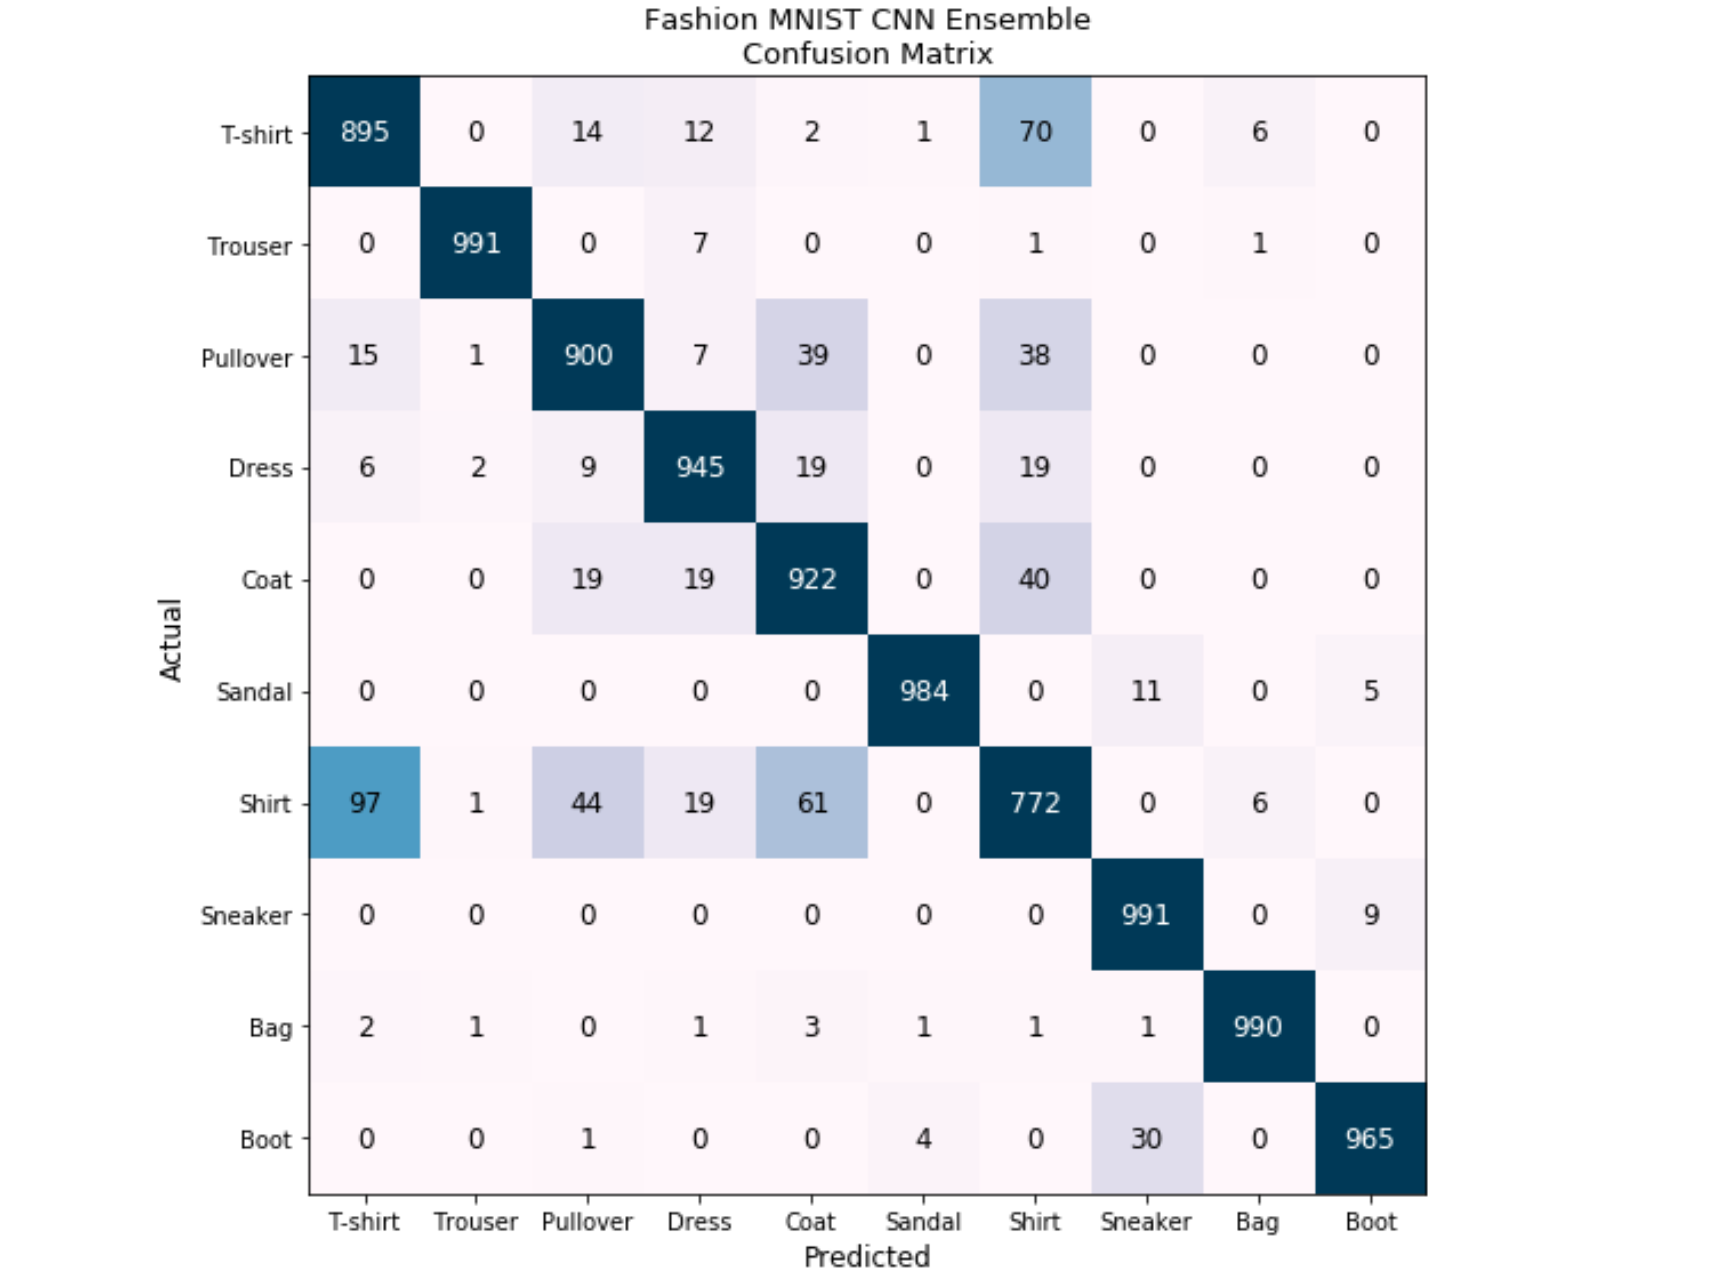 Fashion MNIST CNN Ensemble
Confusion Matrix
T-shirt 895 0 14 12 2 1 70 0 6 0
Trouser 0 991 0 7 0 0 1 0 1 0
Pullover 15 1 900 7 39 0 38 0 0 0
Dress 6 2 9 945 19 0 19 0 0 0
Coat 0 0 19 19 922 0 40 0 0 0
Actual
Sandal 0 0 0 0 0 984 0 11 0 5
Shirt 97 1 44 19 61 0 772 0 6 0
Sneaker 0 0 0 0 0 0 0 991 0 9
Bag 2 1 0 1 3 1 1 1 990 0
Boot 0 0 1 0 0 4 0 30 0 965
T-shirt Trouser Pullover Dress Coat Sandal Shirt Sneaker Bag Boot
Predicted